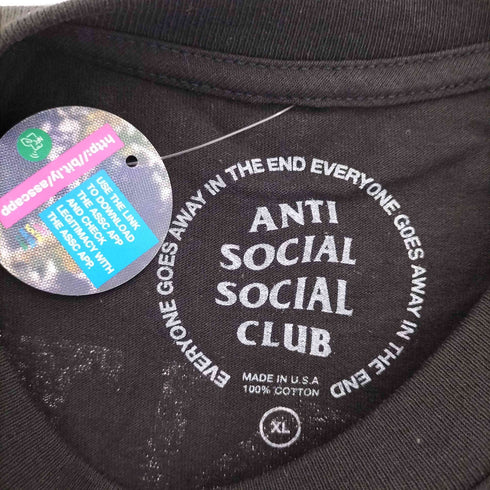 http://bit.ly/asscapp
USE THE LINK
TO DOWNLOAD
THE ASSC APP
AND CHECK
LEGITIMACY WITH
THE ASSC APP.
EVERYONE GOES AWAY IN THE END EVERYONE GOES AWAY IN THE END
ANTI
SOCIAL
SOCIAL
CLUB
MADE IN U.S.A
100% COTTON
XL